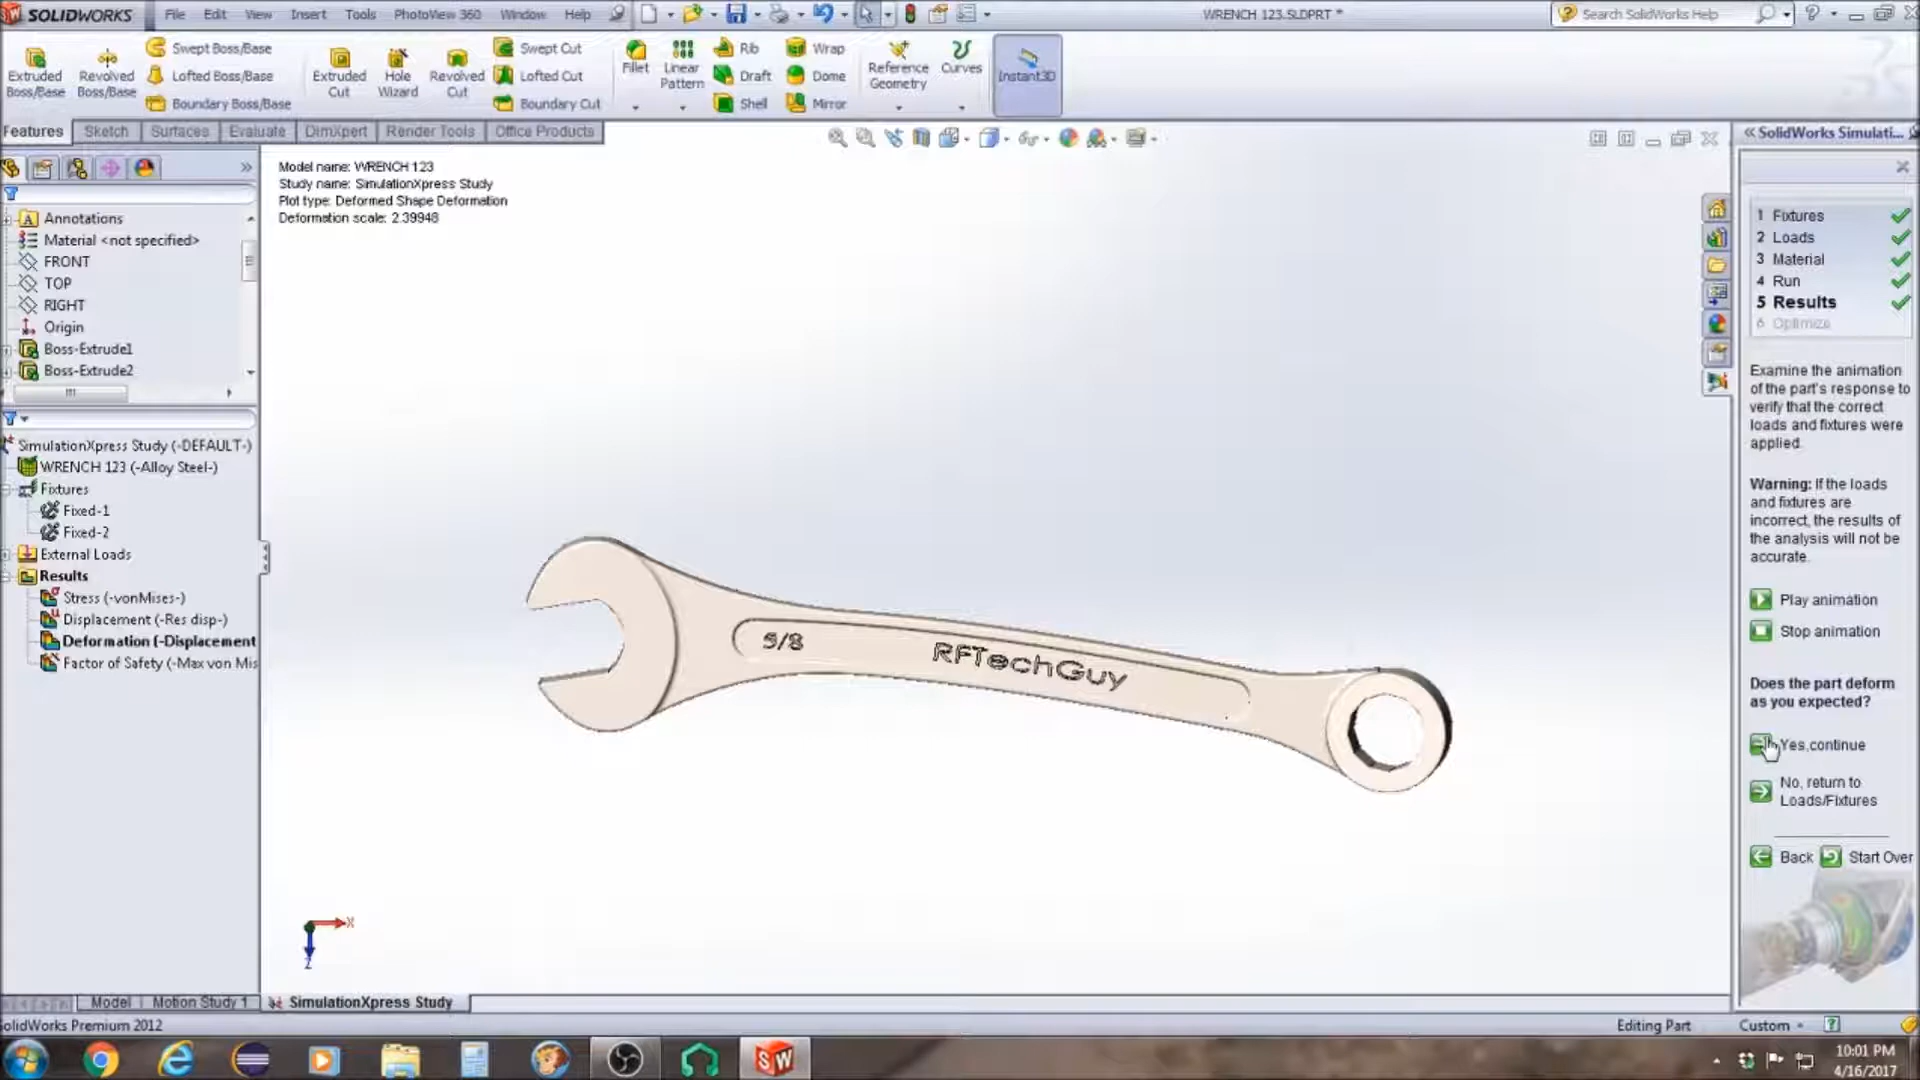 SOLIDWORKS File Edit View Insert Tools PhotoView 360 Window Help WRENCH 123.SLDPRT * Search SolidWorks Help
Extruded Boss/Base
Revolved Boss/Base
Swept Boss/Base
Lofted Boss/Base
Boundary Boss/Base
Extruded Cut
Hole Wizard
Revolved Cut
Swept Cut
Lofted Cut
Boundary Cut
Fillet
Linear Pattern
Rib
Draft
Shell
Wrap
Dome
Mirror
Reference Geometry
Curves
Instant3D
Features Sketch Surfaces Evaluate DimXpert Render Tools Office Products
Annotations
Material <not specified>
FRONT
TOP
RIGHT
Origin
Boss-Extrude1
Boss-Extrude2
SimulationXpress Study (-DEFAULT-)
WRENCH 123 (-Alloy Steel-)
Fixtures
Fixed-1
Fixed-2
External Loads
Results
Stress (-vonMises-)
Displacement (-Res disp-)
Deformation (-Displacement
Factor of Safety (-Max von Mis
Model name: WRENCH 123
Study name: SimulationXpress Study
Plot type: Deformed Shape Deformation
Deformation scale: 2.39948
5/8
RFTechGuy
X
Z
SolidWorks Simulati...
1 Fixtures
2 Loads
3 Material
4 Run
5 Results
6 Optimize
Examine the animation
of the part's response to
verify that the correct
loads and fixtures were
applied.
Warning: If the loads
and fixtures are
incorrect, the results of
the analysis will not be
accurate.
Play animation
Stop animation
Does the part deform
as you expected?
Yes,continue
No, return to
Loads/Fixtures
Back Start Over
Model Motion Study 1 SimulationXpress Study
SolidWorks Premium 2012 Editing Part Custom
SW
10:01 PM
4/16/2017